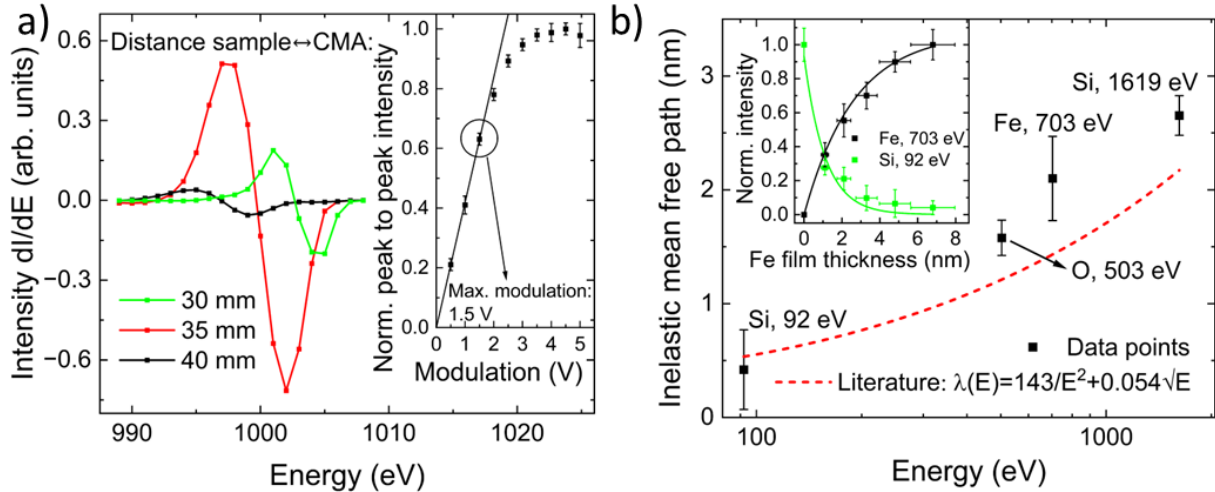 a)
Distance sample↔CMA:
Intensity dI/dE (arb. units)
0.6
0.3
0.0
−0.3
−0.6
30 mm
35 mm
40 mm
990 1000 1010 1020
Energy (eV)
Norm. peak to peak intensity
1.0
0.8
0.6
0.4
0.2
0.0
Max. modulation:
1.5 V
0 1 2 3 4 5
Modulation (V)
b)
Inelastic mean free path (nm)
3
2
1
0
Norm. intensity
1.0
0.8
0.6
0.4
0.2
0.0
Fe, 703 eV
Si, 92 eV
0 2 4 6 8
Fe film thickness (nm)
Si, 1619 eV
Fe, 703 eV
O, 503 eV
Si, 92 eV
Data points
Literature: λ(E)=143/E²+0.054√E
100 1000
Energy (eV)